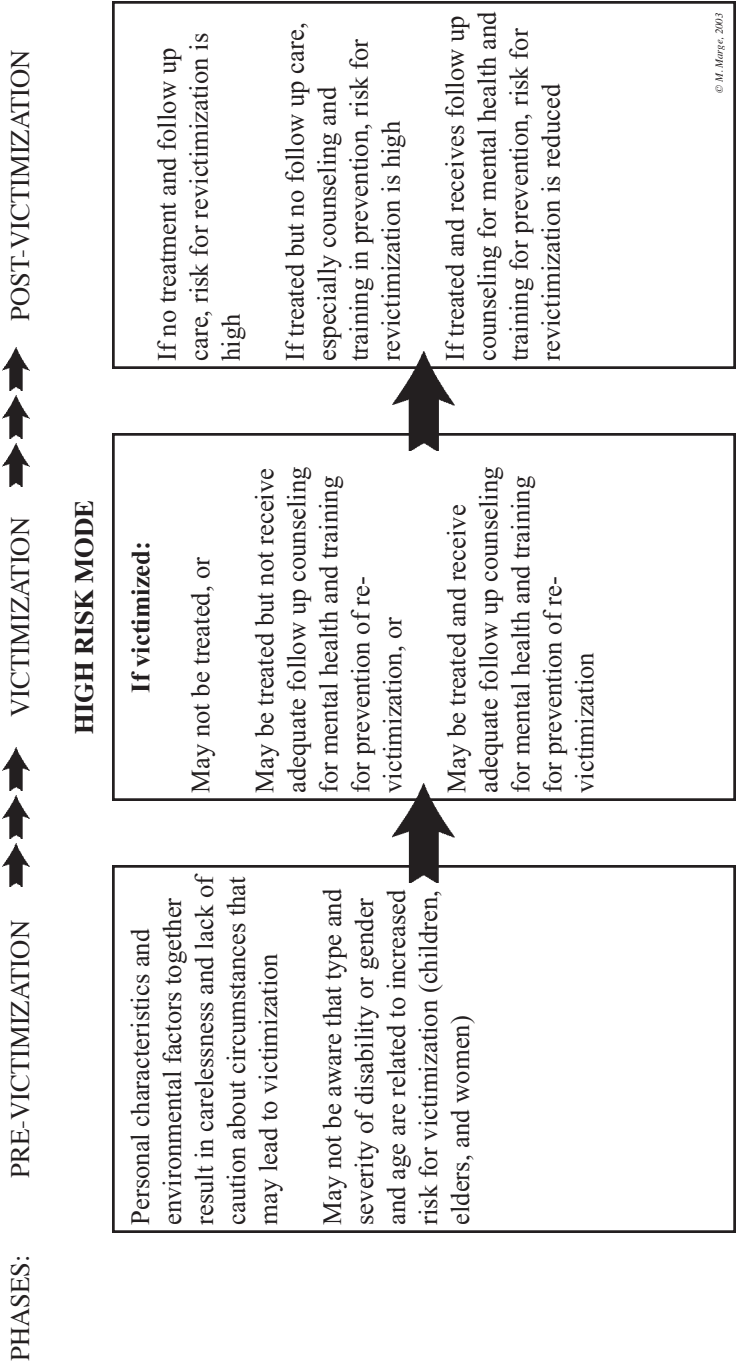 PHASES: PRE-VICTIMIZATION VICTIMIZATION POST-VICTIMIZATION
HIGH RISK MODE
Personal characteristics and
environmental factors together
result in carelessness and lack of
caution about circumstances that
may lead to victimization
May not be aware that type and
severity of disability or gender
and age are related to increased
risk for victimization (children,
elders, and women)
If victimized:
May not be treated, or
May be treated but not receive
adequate follow up counseling
for mental health and training
for prevention of re-
victimization, or
May be treated and receive
adequate follow up counseling
for mental health and training
for prevention of re-
victimization
If no treatment and follow up
care, risk for revictimization is
high
If treated but no follow up care,
especially counseling and
training in prevention, risk for
revictimization is high
If treated and receives follow up
counseling for mental health and
training for prevention, risk for
revictimization is reduced
© M. Marge, 2003